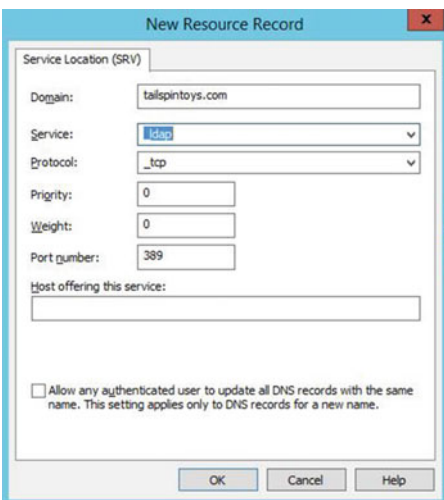 New Resource Record
x
Service Location (SRV)
Domain: tailspintoys.com
Service: _ldap
Protocol: _tcp
Priority: 0
Weight: 0
Port number: 389
Host offering this service:
Allow any authenticated user to update all DNS records with the same
name. This setting applies only to DNS records for a new name.
OK Cancel Help